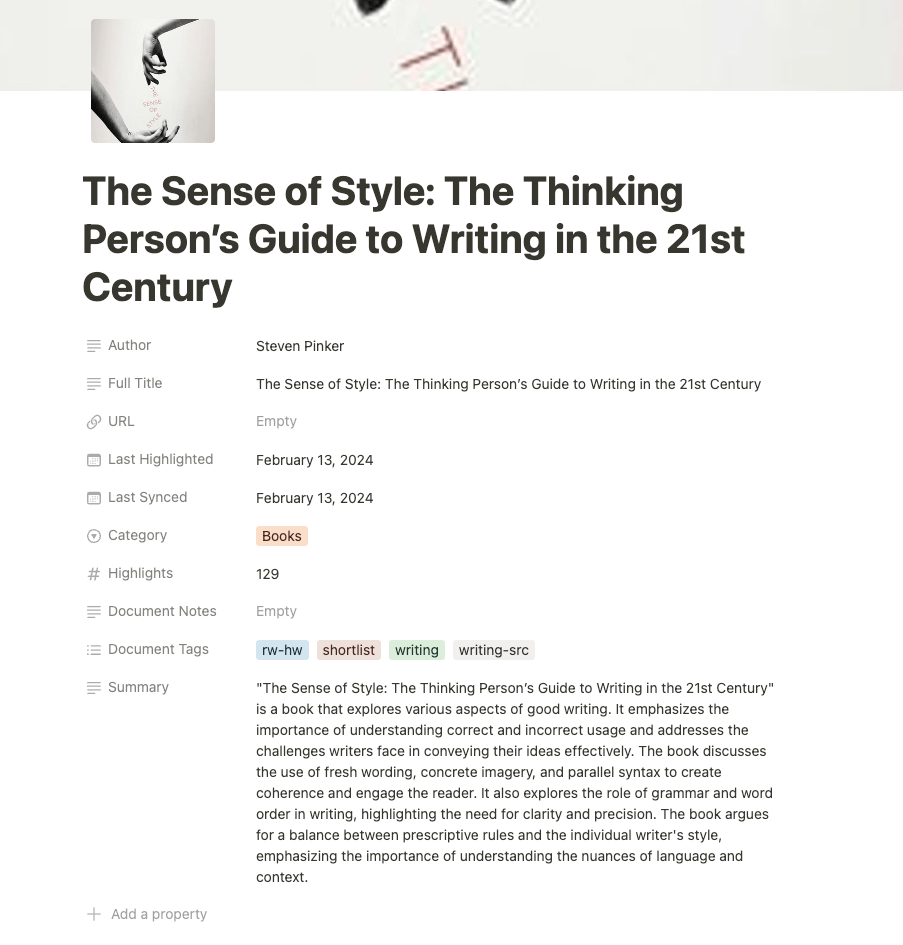 TI
SENSE
OF
STYLE
The Sense of Style: The Thinking
Person’s Guide to Writing in the 21st
Century
Author
Steven Pinker
Full Title
The Sense of Style: The Thinking Person’s Guide to Writing in the 21st Century
URL
Empty
Last Highlighted
February 13, 2024
Last Synced
February 13, 2024
Category
Books
Highlights
129
Document Notes
Empty
Document Tags
rw-hw shortlist writing writing-src
Summary
"The Sense of Style: The Thinking Person’s Guide to Writing in the 21st Century"
is a book that explores various aspects of good writing. It emphasizes the
importance of understanding correct and incorrect usage and addresses the
challenges writers face in conveying their ideas effectively. The book discusses
the use of fresh wording, concrete imagery, and parallel syntax to create
coherence and engage the reader. It also explores the role of grammar and word
order in writing, highlighting the need for clarity and precision. The book argues
for a balance between prescriptive rules and the individual writer's style,
emphasizing the importance of understanding the nuances of language and
context.
Add a property